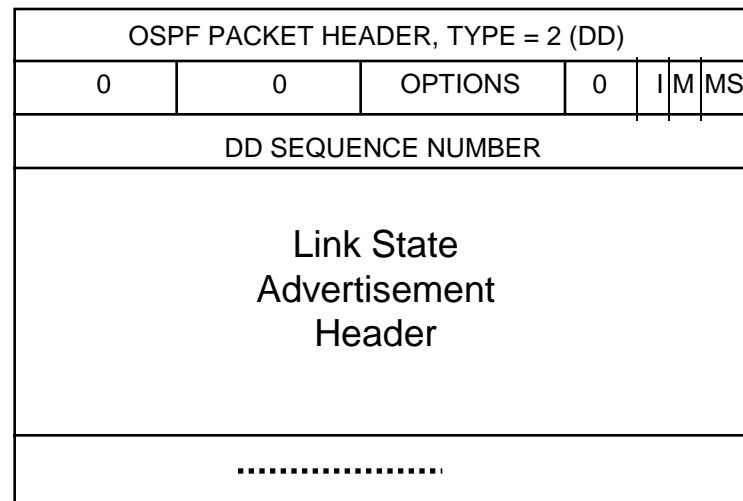 OSPF PACKET HEADER, TYPE = 2 (DD)
0 0 OPTIONS 0 I M MS
DD SEQUENCE NUMBER
Link State
Advertisement
Header